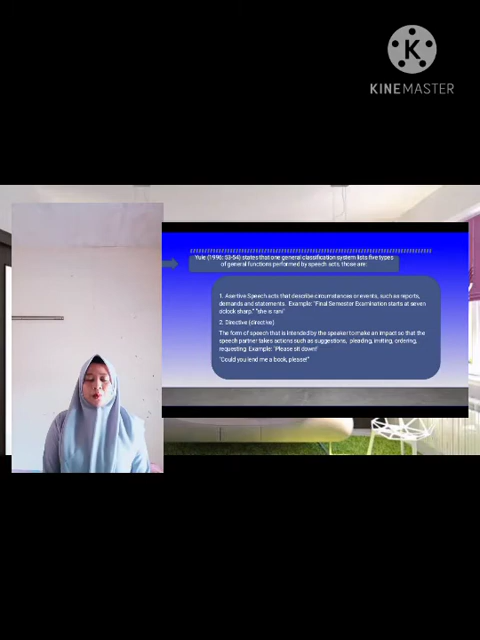 KINEMASTER
Yule (1996: 53-54) states that one general classification system lists five types
of general functions performed by speech acts, those are:
1. Asertive Speech acts that describe circumstances or events, such as reports,
demands and statements. Example: "Final Semester Examination starts at seven
o'clock sharp." "she is rani"
2. Directive (directive)
The form of speech that is intended by the speaker to make an impact so that the
speech partner takes actions such as suggestions, pleading, inviting, ordering,
requesting. Example: "Please sit down!"
"Could you lend me a book, please?"